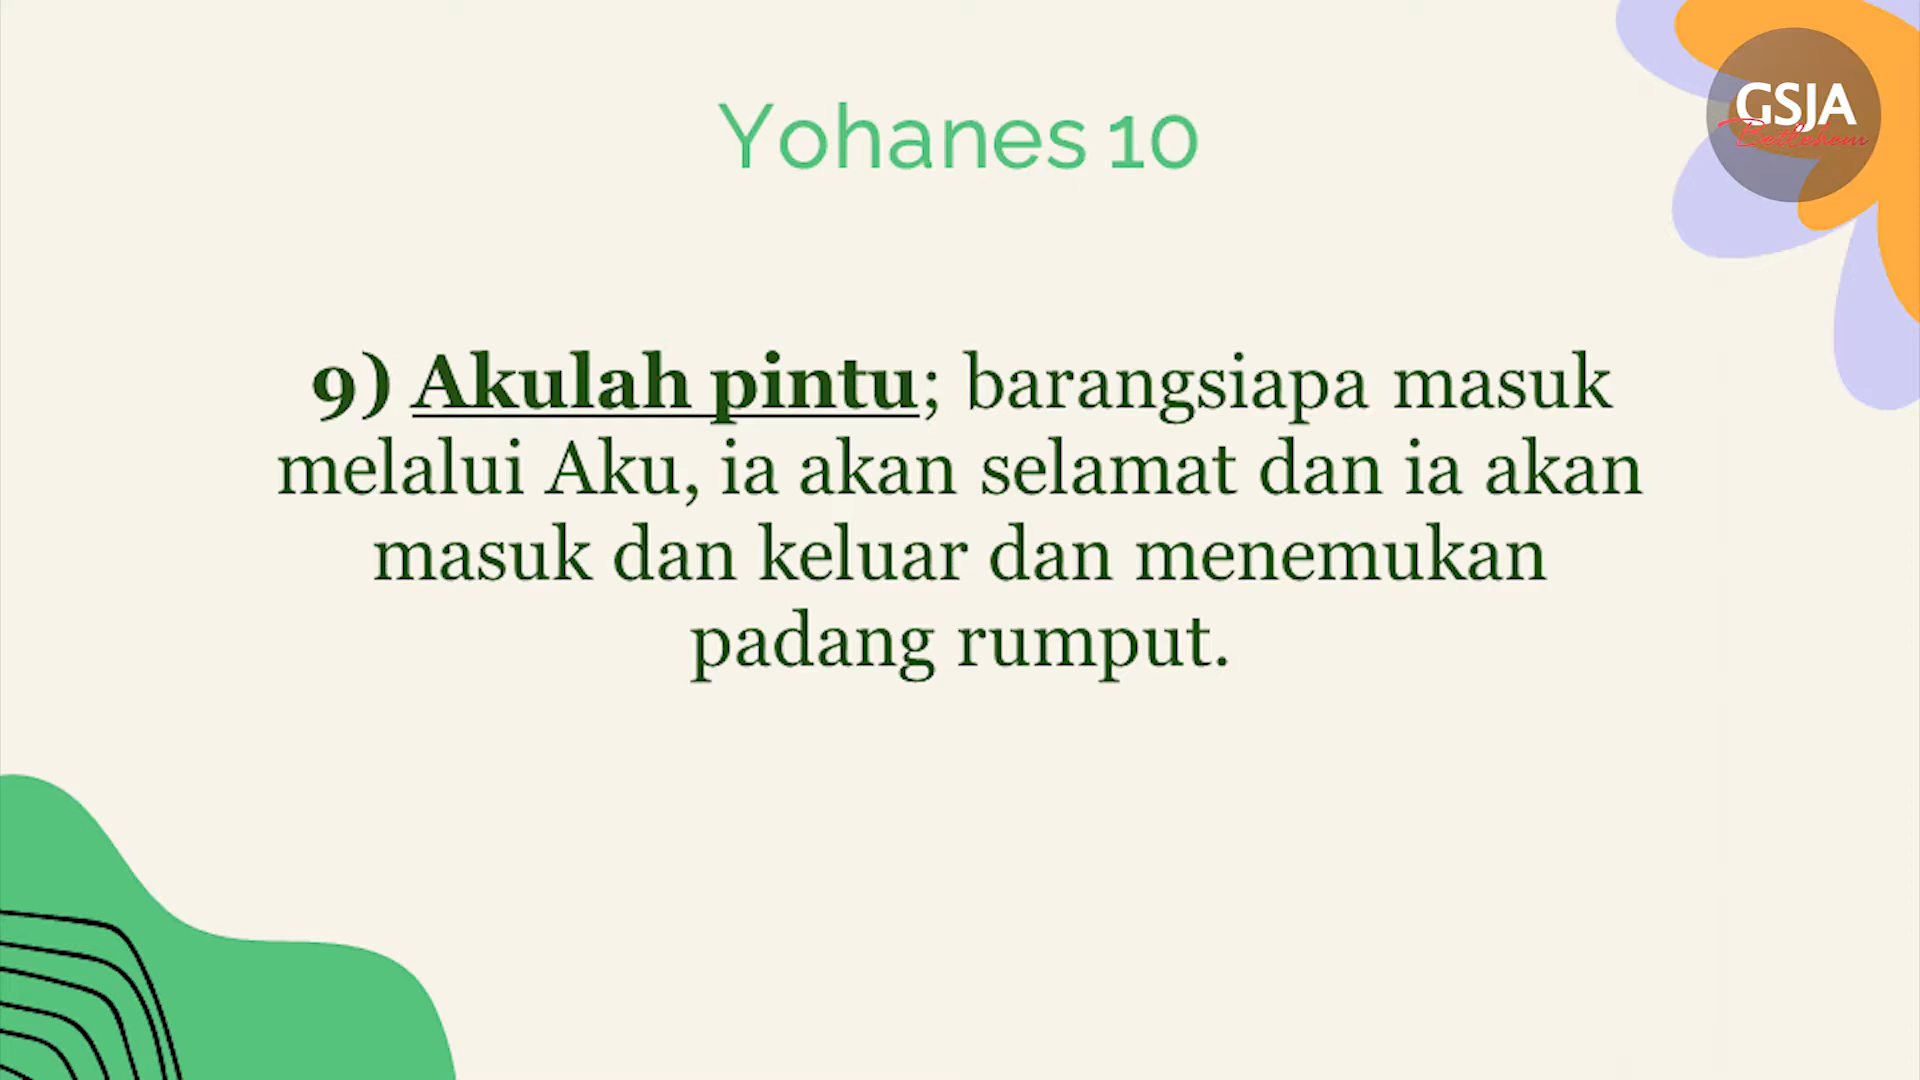 Yohanes 10
GSJA
Betlehem
9) Akulah pintu; barangsiapa masuk
melalui Aku, ia akan selamat dan ia akan
masuk dan keluar dan menemukan
padang rumput.